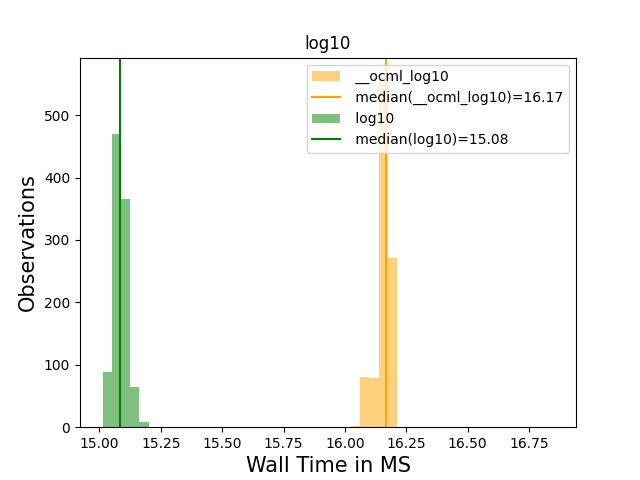 log10
__ocml_log10
median(__ocml_log10)=16.17
log10
median(log10)=15.08
Observations
500
400
300
200
100
0
15.00 15.25 15.50 15.75 16.00 16.25 16.50 16.75
Wall Time in MS